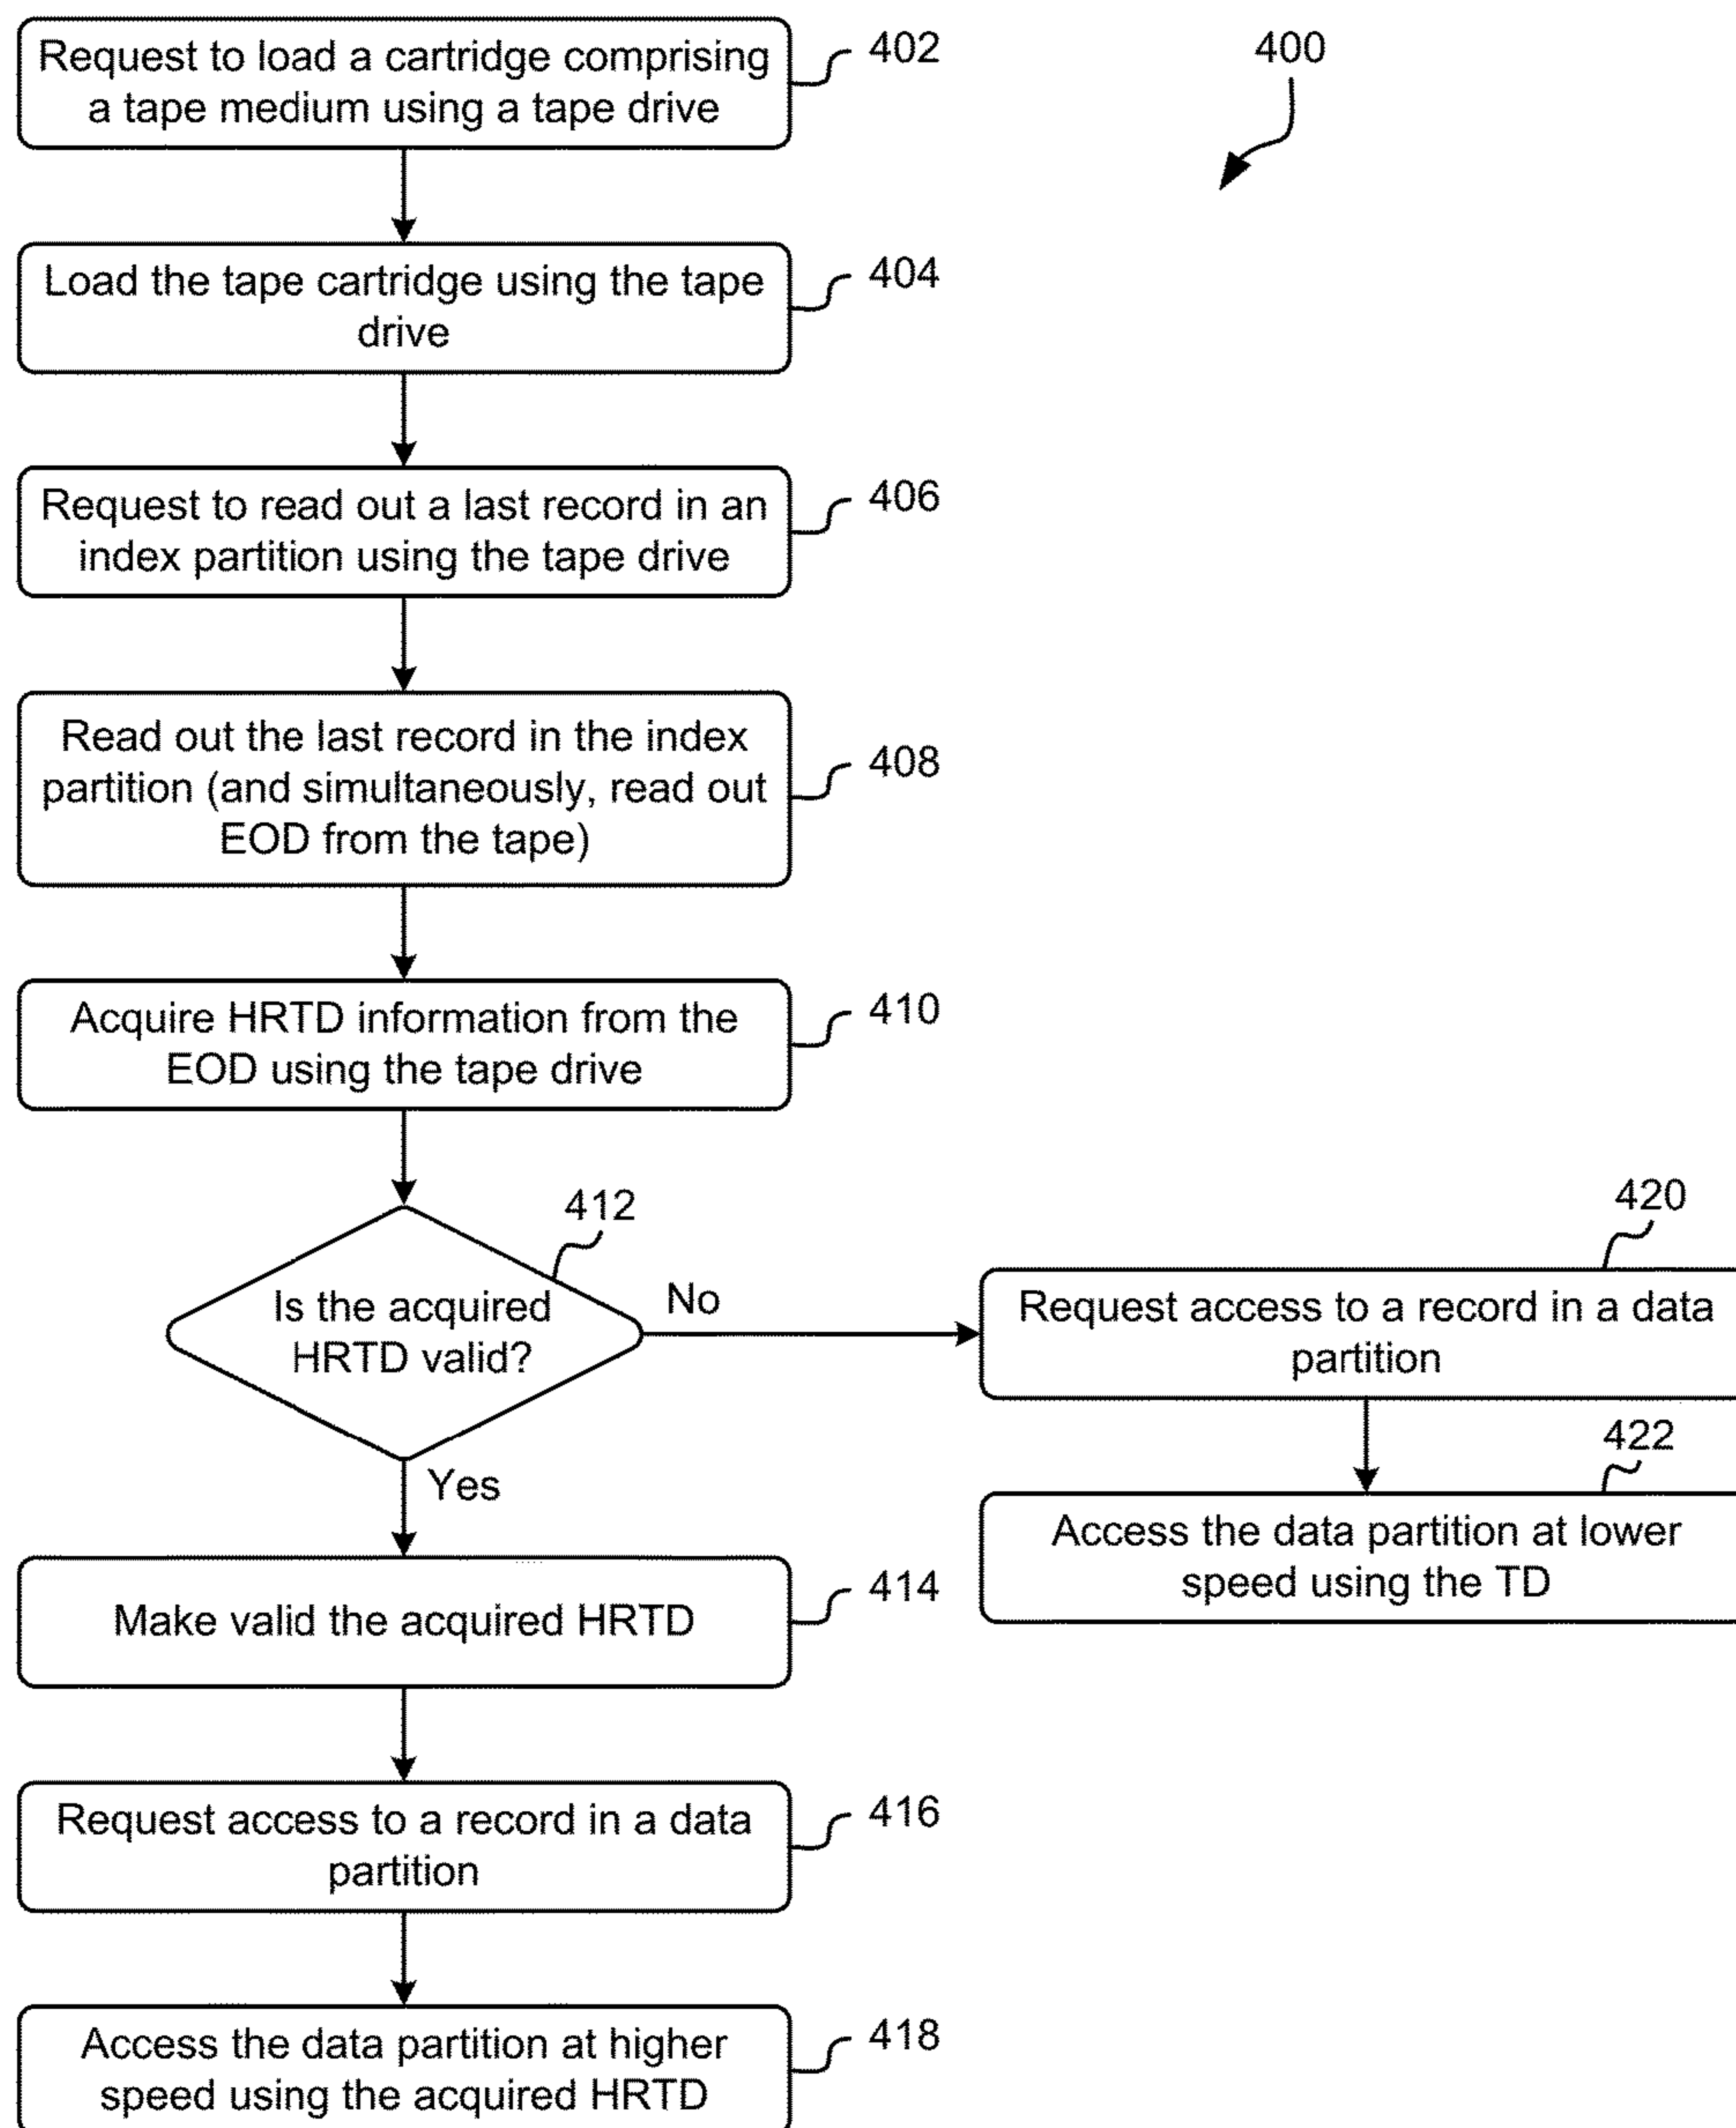 Request to load a cartridge comprising
a tape medium using a tape drive
402
400
Load the tape cartridge using the tape
drive
404
Request to read out a last record in an
index partition using the tape drive
406
Read out the last record in the index
partition (and simultaneously, read out
EOD from the tape)
408
Acquire HRTD information from the
EOD using the tape drive
410
412
Is the acquired
HRTD valid?
No
Yes
420
Request access to a record in a data
partition
422
Access the data partition at lower
speed using the TD
Make valid the acquired HRTD
414
Request access to a record in a data
partition
416
Access the data partition at higher
speed using the acquired HRTD
418